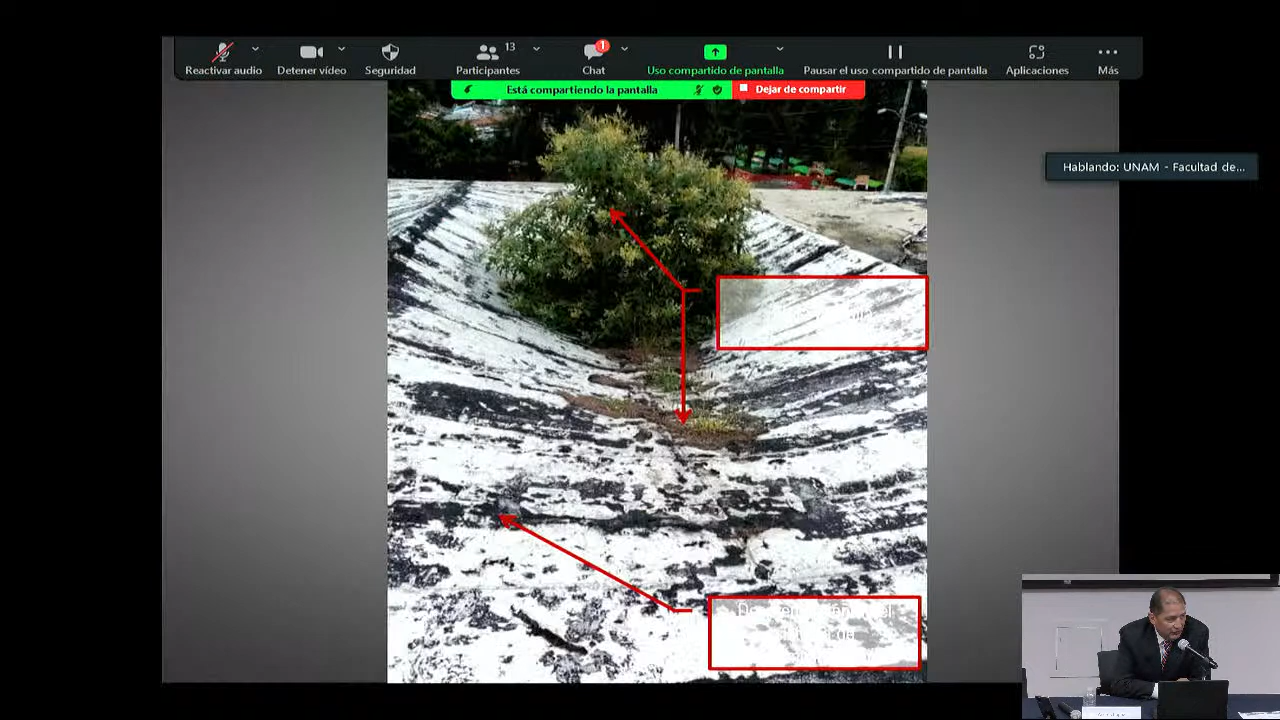 13
1
Reactivar audio
Detener vídeo
Seguridad
Participantes
Chat
Uso compartido de pantalla
Pausar el uso compartido de pantalla
Aplicaciones
Más
Está compartiendo la pantalla
Dejar de compartir
Hablando: UNAM - Facultad de...
de